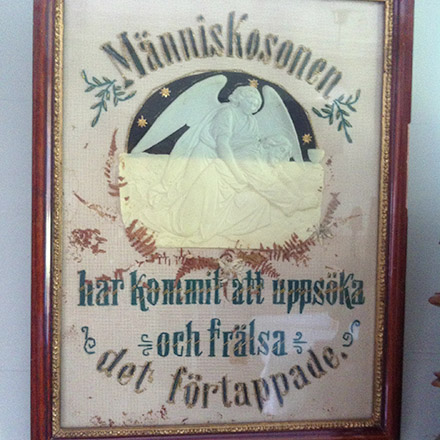 Människosonen
har kommit att uppsöka
och frälsa
det förtappade.